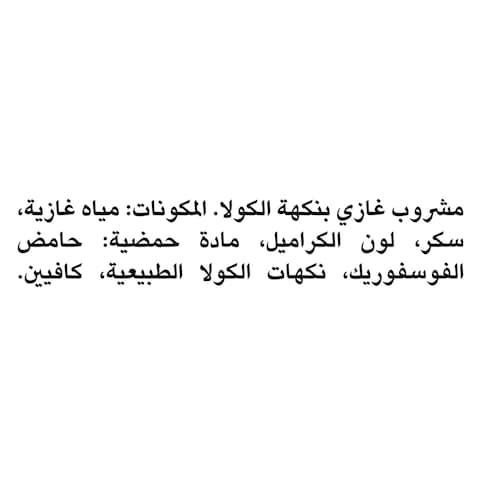 مشروب غازي بنكهة الكولا. المكونات: مياه غازية،
سكر، لون الكراميل، مادة حمضية: حامض
الفوسفوريك، نكهات الكولا الطبيعية، كافيين.